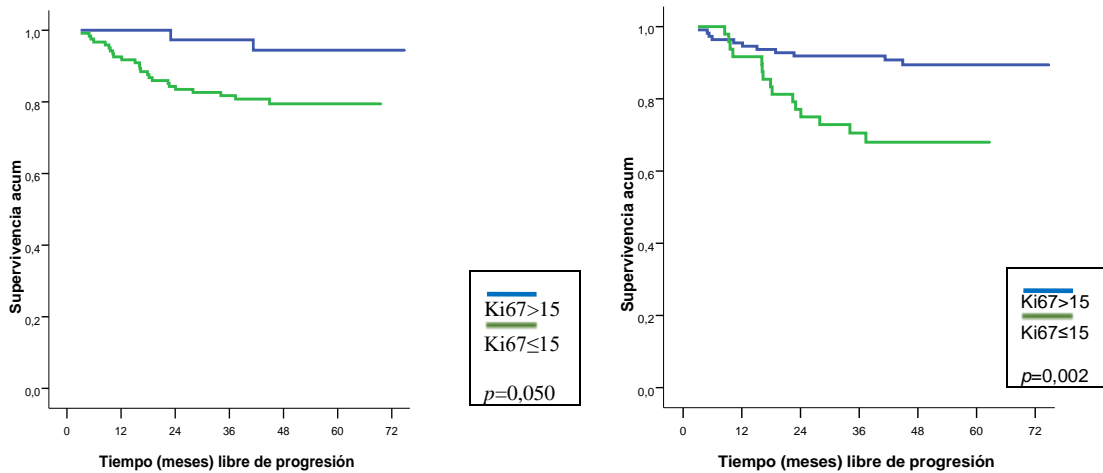 1,0
0,8
0,6
0,4
0,2
0,0
Supervivencia acum
0 12 24 36 48 60 72
Tiempo (meses) libre de progresión
Ki67>15
Ki67≤15
p=0,050
1,0
0,8
0,6
0,4
0,2
0,0
Supervivencia acum
0 12 24 36 48 60 72
Tiempo (meses) libre de progresión
Ki67>15
Ki67≤15
p=0,002